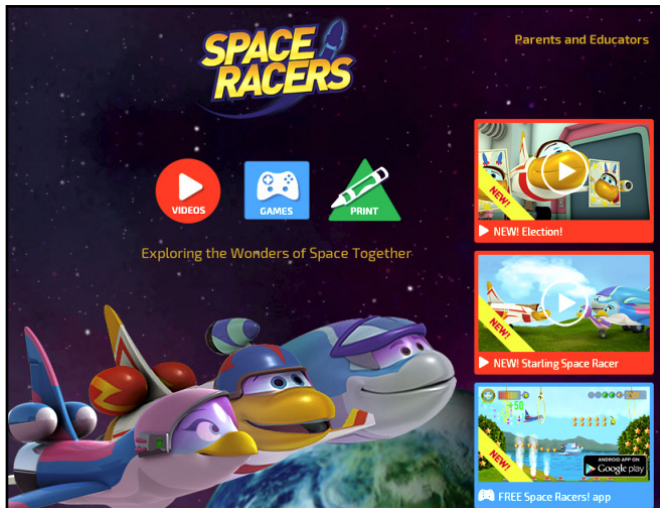 SPACE
RACERS
Parents and Educators
VIDEOS
GAMES
PRINT
Exploring the Wonders of Space Together
NEW!
NEW! Election!
NEW!
NEW! Starling Space Racer
+50
NEW!
ANDROID APP ON
Google play
FREE Space Racers! app